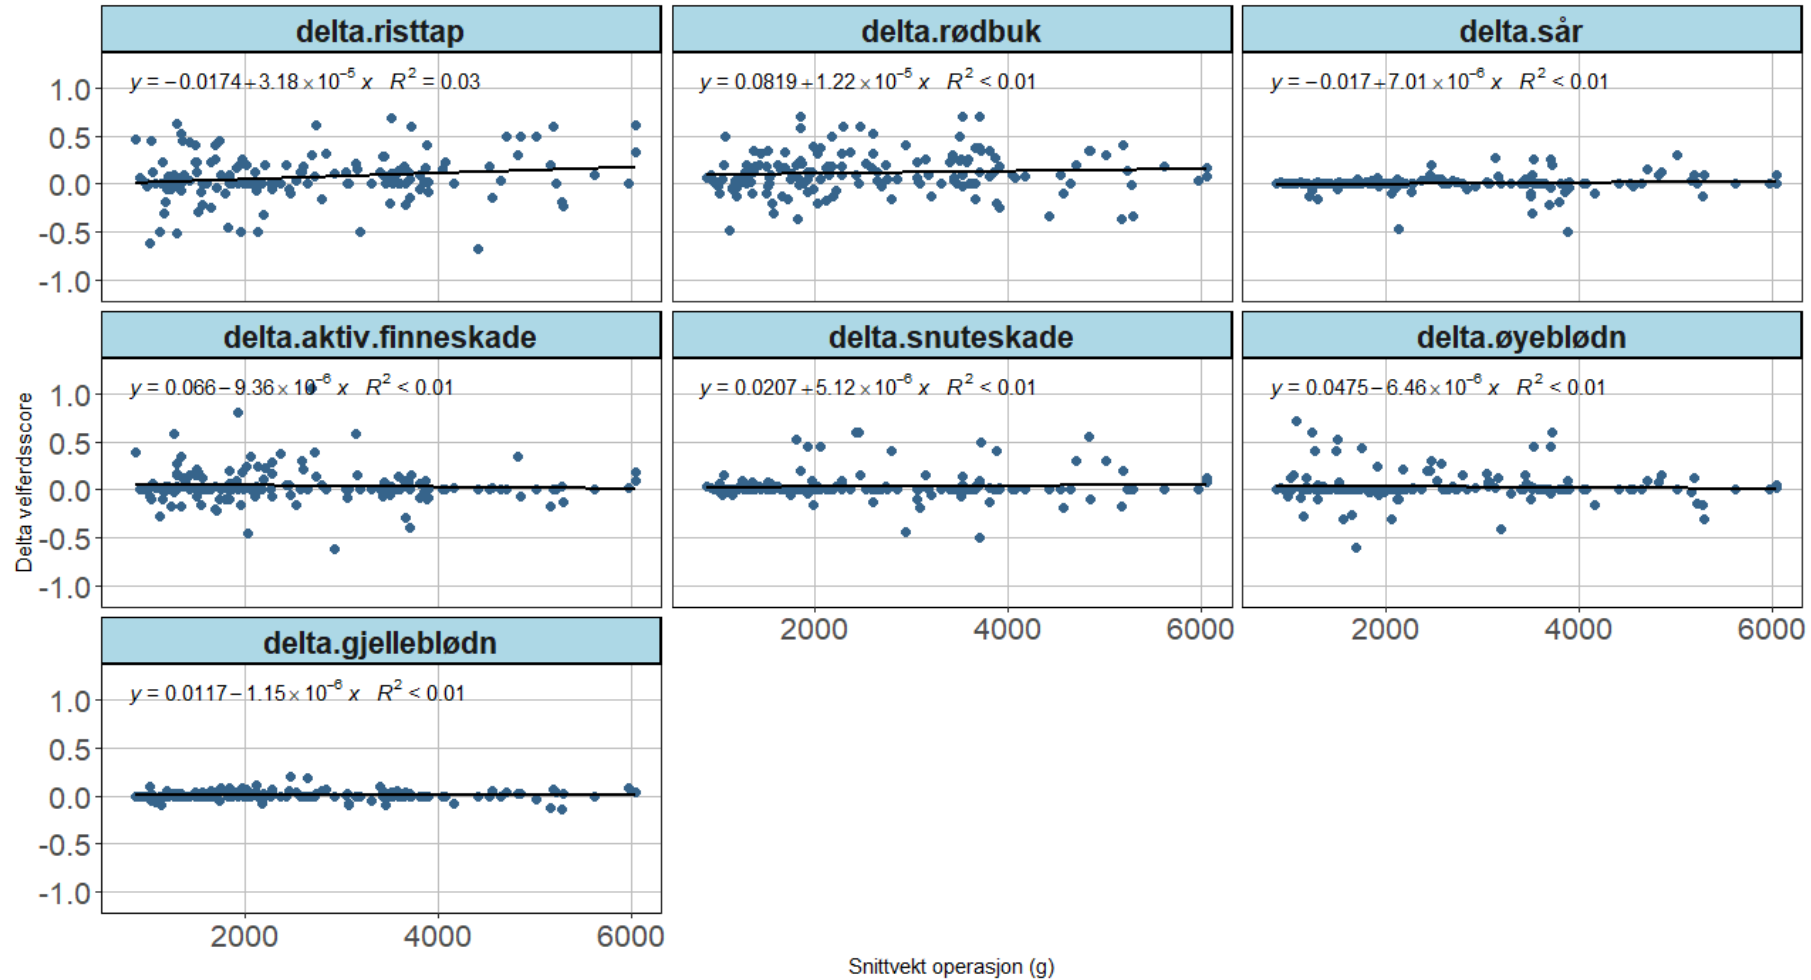 delta.risttap
delta.rødbuk
delta.sår
y = −0.0174 + 3.18 × 10⁻⁵ x R² = 0.03
y = 0.0819 + 1.22 × 10⁻⁵ x R² < 0.01
y = −0.017 + 7.01 × 10⁻⁶ x R² < 0.01
1.0
0.5
0.0
-0.5
-1.0
delta.aktiv.finneskade
delta.snuteskade
delta.øyeblødn
y = 0.066 − 9.36 × 10⁻⁶ x R² < 0.01
y = 0.0207 + 5.12 × 10⁻⁶ x R² < 0.01
y = 0.0475 − 6.46 × 10⁻⁶ x R² < 0.01
1.0
0.5
0.0
-0.5
-1.0
Delta velferdsscore
2000 4000 6000
2000 4000 6000
delta.gjelleblødn
y = 0.0117 − 1.15 × 10⁻⁶ x R² < 0.01
1.0
0.5
0.0
-0.5
-1.0
2000 4000 6000
Snittvekt operasjon (g)